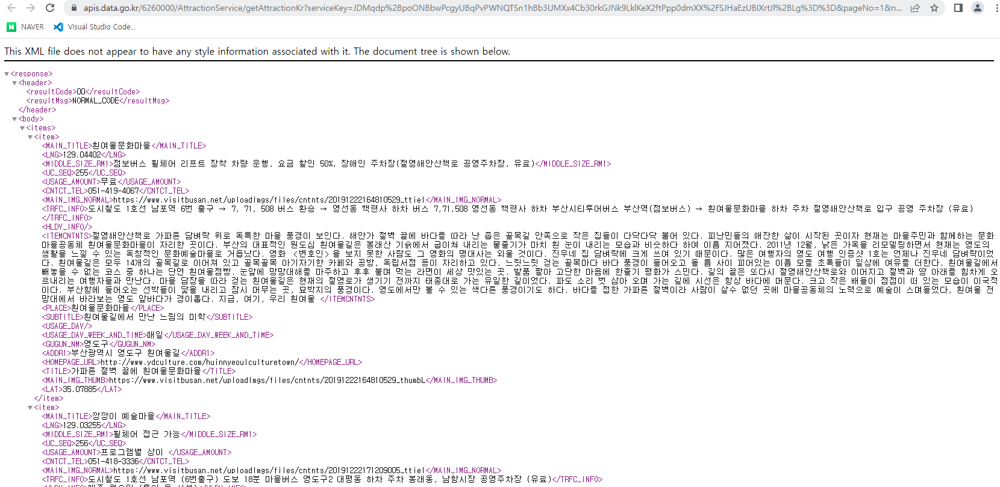 apis.data.go.kr/6260000/AttractionService/getAttractionKr?serviceKey=JDMqdp%2BpoONBbwPcgyUBqPvPWNQTSn1hBb3UMXx4Cb30rkGJNk9LklKeX2ftPpp0dmXX%2FSJHaEzUBIXrtJl%2BLg%3D%3D&pageNo=1&n...
NAVER Visual Studio Code...
This XML file does not appear to have any style information associated with it. The document tree is shown below.
▼<response>
▼<header>
<resultCode>00</resultCode>
<resultMsg>NORMAL_CODE</resultMsg>
</header>
▼<body>
▼<items>
▼<item>
<MAIN_TITLE>흰여울문화마을</MAIN_TITLE>
<LNG>129.04402</LNG>
<MIDDLE_SIZE_RM1>점보버스 휠체어 리프트 장착 차량 운행, 요금 할인 50%, 장애인 주차장(절영해안산책로 공영주차장, 유료)</MIDDLE_SIZE_RM1>
<UC_SEQ>255</UC_SEQ>
<USAGE_AMOUNT>무료</USAGE_AMOUNT>
<CNTCT_TEL>051-419-4067</CNTCT_TEL>
<MAIN_IMG_NORMAL>https://www.visitbusan.net/uploadImgs/files/cntnts/20191222164810529_ttiel</MAIN_IMG_NORMAL>
<TRFC_INFO>도시철도 1호선 남포역 6번 출구 → 7, 71, 508 버스 환승 → 영선동 백련사 하차 버스 7,71,508 영선동 백련사 하차 부산시티투어버스 부산역(점보버스) → 흰여울문화마을 하차 주차 절영해안산책로 입구 공영 주차장 (유료)
</TRFC_INFO>
<HLDY_INFO/>
<ITEMCNTNTS>절영해안산책로 가파른 담벼락 위로 독특한 마을 풍경이 보인다. 해안가 절벽 끝에 바다를 따라 난 좁은 골목길 안쪽으로 작은 집들이 다닥다닥 붙어 있다. 피난민들의 애잔한 삶이 시작된 곳이자 현재는 마을주민과 함께하는 문화
마을공동체 흰여울문화마을이 자리한 곳이다. 부산의 대표적인 원도심 흰여울길은 봉래산 기슭에서 굽이쳐 내리는 물줄기가 마치 흰 눈이 내리는 모습과 비슷하다 하여 이름 지어졌다. 2011년 12월, 낡은 가옥을 리모델링하면서 현재는 영도의
생활을 느낄 수 있는 독창적인 문화예술마을로 거듭났다. 영화 <변호인>을 보지 못한 사람도 그 영화의 명대사는 외울 것이다. 진우네 집 담벼락에 크게 쓰여 있기 때문이다. 많은 여행자의 영도 여행 인증샷 1호는 언제나 진우네 담벼락이었
다. 흰여울길은 모두 14개의 골목길로 이어져 있고 골목골목 아기자기한 카페와 공방, 독립서점 등이 자리하고 있다. 느릿느릿 걷는 골목마다 바다 풍경이 들어오고 돌 틈 사이 피어있는 이름 모를 초록들이 일상에 여유를 더한다. 흰여울길에서
빼놓을 수 없는 코스 중 하나는 단연 흰여울점빵. 눈앞에 망망대해를 마주하고 후후 불며 먹는 라면이 세상 맛있는 곳. 발품 팔아 고단한 마음에 한줄기 평화가 스민다. 길의 끝은 또다시 절영해안산책로와 이어지고 절벽과 땅 아래를 힘차게 오
르내리는 여행자들과 만난다. 마을 담장을 따라 걷는 흰여울길은 현재의 절영로가 생기기 전까지 태종대로 가는 유일한 길이었다. 파도 소리 벗 삼아 오며 가는 길에 시선은 항상 바다에 머문다. 크고 작은 배들이 점점이 떠 있는 모습이 이국적
이다. 부산항에 들어오는 선박들이 닻을 내리고 잠시 머무는 곳, 묘박지의 풍경이다. 영도에서만 볼 수 있는 색다른 풍경이기도 하다. 바다를 접한 가파른 절벽이라 사람이 살수 없던 곳에 마을공동체의 노력으로 예술이 스며들었다, 흰여울 전
망대에서 바라보는 영도 앞바다가 경이롭다. 지금, 여기, 우리 흰여울 </ITEMCNTNTS>
<PLACE>흰여울문화마을</PLACE>
<SUBTITLE>흰여울길에서 만난 느림의 미학</SUBTITLE>
<USAGE_DAY/>
<USAGE_DAY_WEEK_AND_TIME>매일</USAGE_DAY_WEEK_AND_TIME>
<GUGUN_NM>영도구</GUGUN_NM>
<ADDR1>부산광역시 영도구 흰여울길</ADDR1>
<HOMEPAGE_URL>http://www.ydculture.com/huinnyeoulculturetown/</HOMEPAGE_URL>
<TITLE>가파른 절벽 끝에 흰여울문화마을</TITLE>
<MAIN_IMG_THUMB>https://www.visitbusan.net/uploadImgs/files/cntnts/20191222164810529_thumbL</MAIN_IMG_THUMB>
<LAT>35.07885</LAT>
</item>
▼<item>
<MAIN_TITLE>깡깡이 예술마을</MAIN_TITLE>
<LNG>129.03255</LNG>
<MIDDLE_SIZE_RM1>휠체어 접근 가능</MIDDLE_SIZE_RM1>
<UC_SEQ>256</UC_SEQ>
<USAGE_AMOUNT>프로그램별 상이 </USAGE_AMOUNT>
<CNTCT_TEL>051-418-3336</CNTCT_TEL>
<MAIN_IMG_NORMAL>https://www.visitbusan.net/uploadImgs/files/cntnts/20191222171209005_ttiel</MAIN_IMG_NORMAL>
<TRFC_INFO>도시철도 1호선 남포역 (6번출구) 도보 18분 마을버스 영도구2 대평동 하차 주차 봉래동, 남항시장 공영주차장 (유료)</TRFC_INFO>